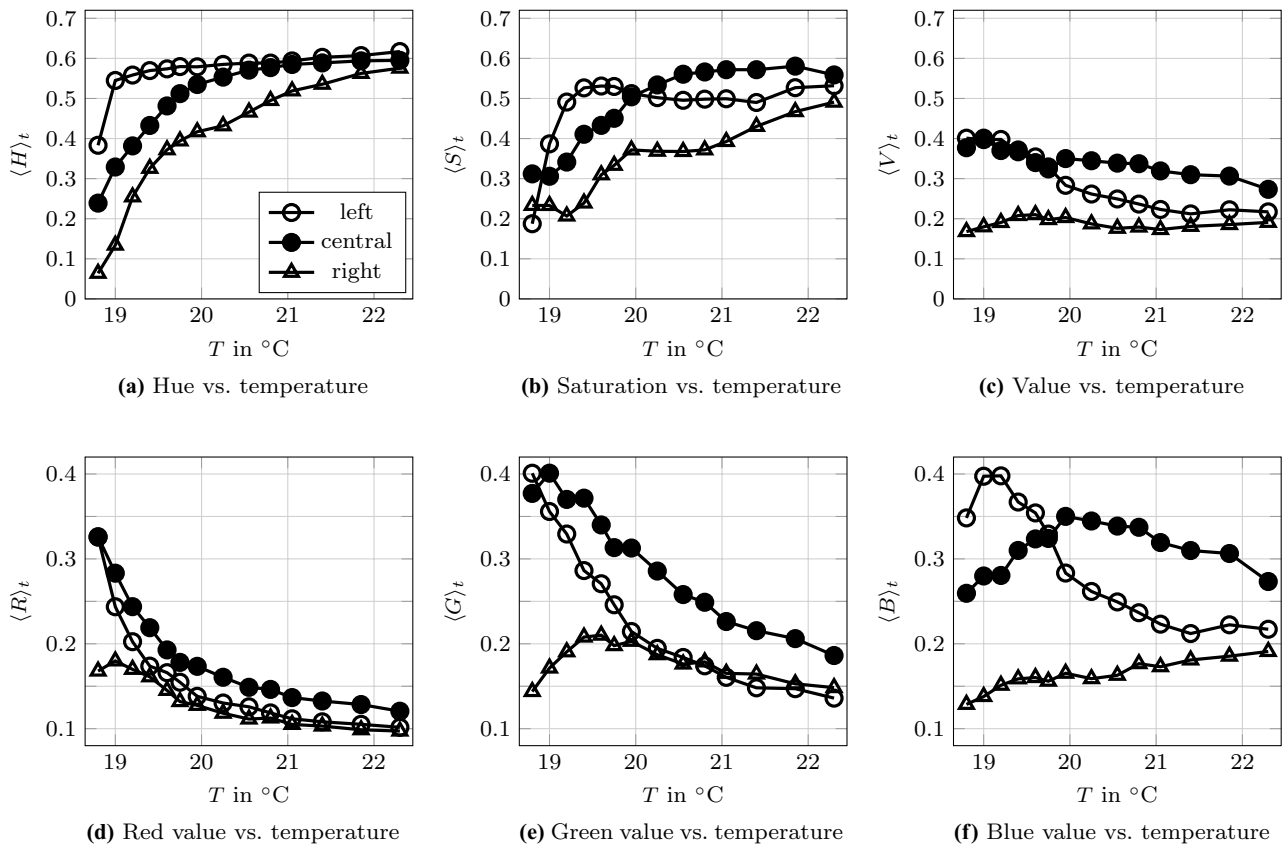 0.7
0.6
0.5
0.4
0.3
0.2
0.1
0
⟨H⟩t
left
central
right
19 20 21 22
T in °C
(a) Hue vs. temperature
0.7
0.6
0.5
0.4
0.3
0.2
0.1
0
⟨S⟩t
19 20 21 22
T in °C
(b) Saturation vs. temperature
0.7
0.6
0.5
0.4
0.3
0.2
0.1
0
⟨V⟩t
19 20 21 22
T in °C
(c) Value vs. temperature
0.4
0.3
0.2
0.1
⟨R⟩t
19 20 21 22
T in °C
(d) Red value vs. temperature
0.4
0.3
0.2
0.1
⟨G⟩t
19 20 21 22
T in °C
(e) Green value vs. temperature
0.4
0.3
0.2
0.1
⟨B⟩t
19 20 21 22
T in °C
(f) Blue value vs. temperature